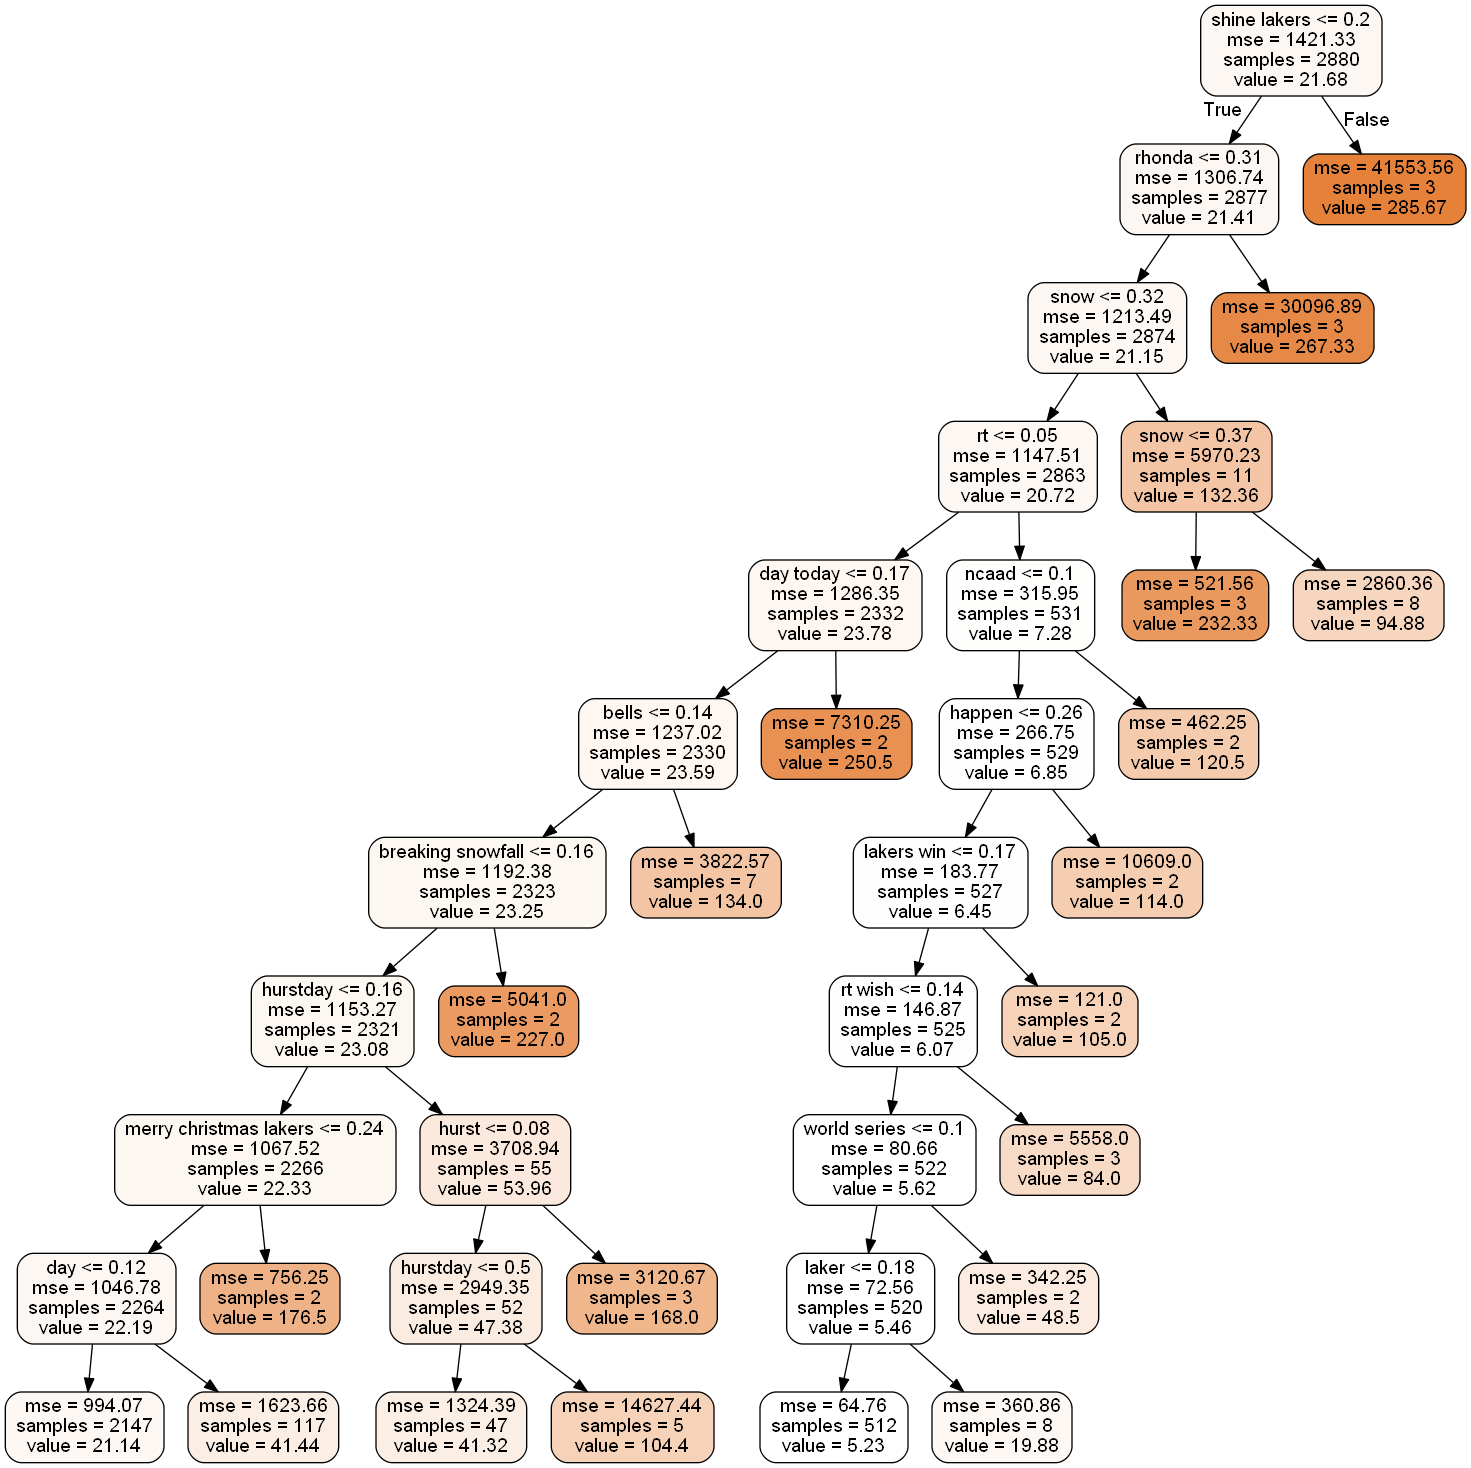 shine lakers <= 0.2
mse = 1421.33
samples = 2880
value = 21.68
True
False
rhonda <= 0.31
mse = 1306.74
samples = 2877
value = 21.41
mse = 41553.56
samples = 3
value = 285.67
snow <= 0.32
mse = 1213.49
samples = 2874
value = 21.15
mse = 30096.89
samples = 3
value = 267.33
rt <= 0.05
mse = 1147.51
samples = 2863
value = 20.72
snow <= 0.37
mse = 5970.23
samples = 11
value = 132.36
day today <= 0.17
mse = 1286.35
samples = 2332
value = 23.78
ncaad <= 0.1
mse = 315.95
samples = 531
value = 7.28
mse = 521.56
samples = 3
value = 232.33
mse = 2860.36
samples = 8
value = 94.88
bells <= 0.14
mse = 1237.02
samples = 2330
value = 23.59
mse = 7310.25
samples = 2
value = 250.5
happen <= 0.26
mse = 266.75
samples = 529
value = 6.85
mse = 462.25
samples = 2
value = 120.5
breaking snowfall <= 0.16
mse = 1192.38
samples = 2323
value = 23.25
mse = 3822.57
samples = 7
value = 134.0
lakers win <= 0.17
mse = 183.77
samples = 527
value = 6.45
mse = 10609.0
samples = 2
value = 114.0
hurstday <= 0.16
mse = 1153.27
samples = 2321
value = 23.08
mse = 5041.0
samples = 2
value = 227.0
rt wish <= 0.14
mse = 146.87
samples = 525
value = 6.07
mse = 121.0
samples = 2
value = 105.0
merry christmas lakers <= 0.24
mse = 1067.52
samples = 2266
value = 22.33
hurst <= 0.08
mse = 3708.94
samples = 55
value = 53.96
world series <= 0.1
mse = 80.66
samples = 522
value = 5.62
mse = 5558.0
samples = 3
value = 84.0
day <= 0.12
mse = 1046.78
samples = 2264
value = 22.19
mse = 756.25
samples = 2
value = 176.5
hurstday <= 0.5
mse = 2949.35
samples = 52
value = 47.38
mse = 3120.67
samples = 3
value = 168.0
laker <= 0.18
mse = 72.56
samples = 520
value = 5.46
mse = 342.25
samples = 2
value = 48.5
mse = 994.07
samples = 2147
value = 21.14
mse = 1623.66
samples = 117
value = 41.44
mse = 1324.39
samples = 47
value = 41.32
mse = 14627.44
samples = 5
value = 104.4
mse = 64.76
samples = 512
value = 5.23
mse = 360.86
samples = 8
value = 19.88